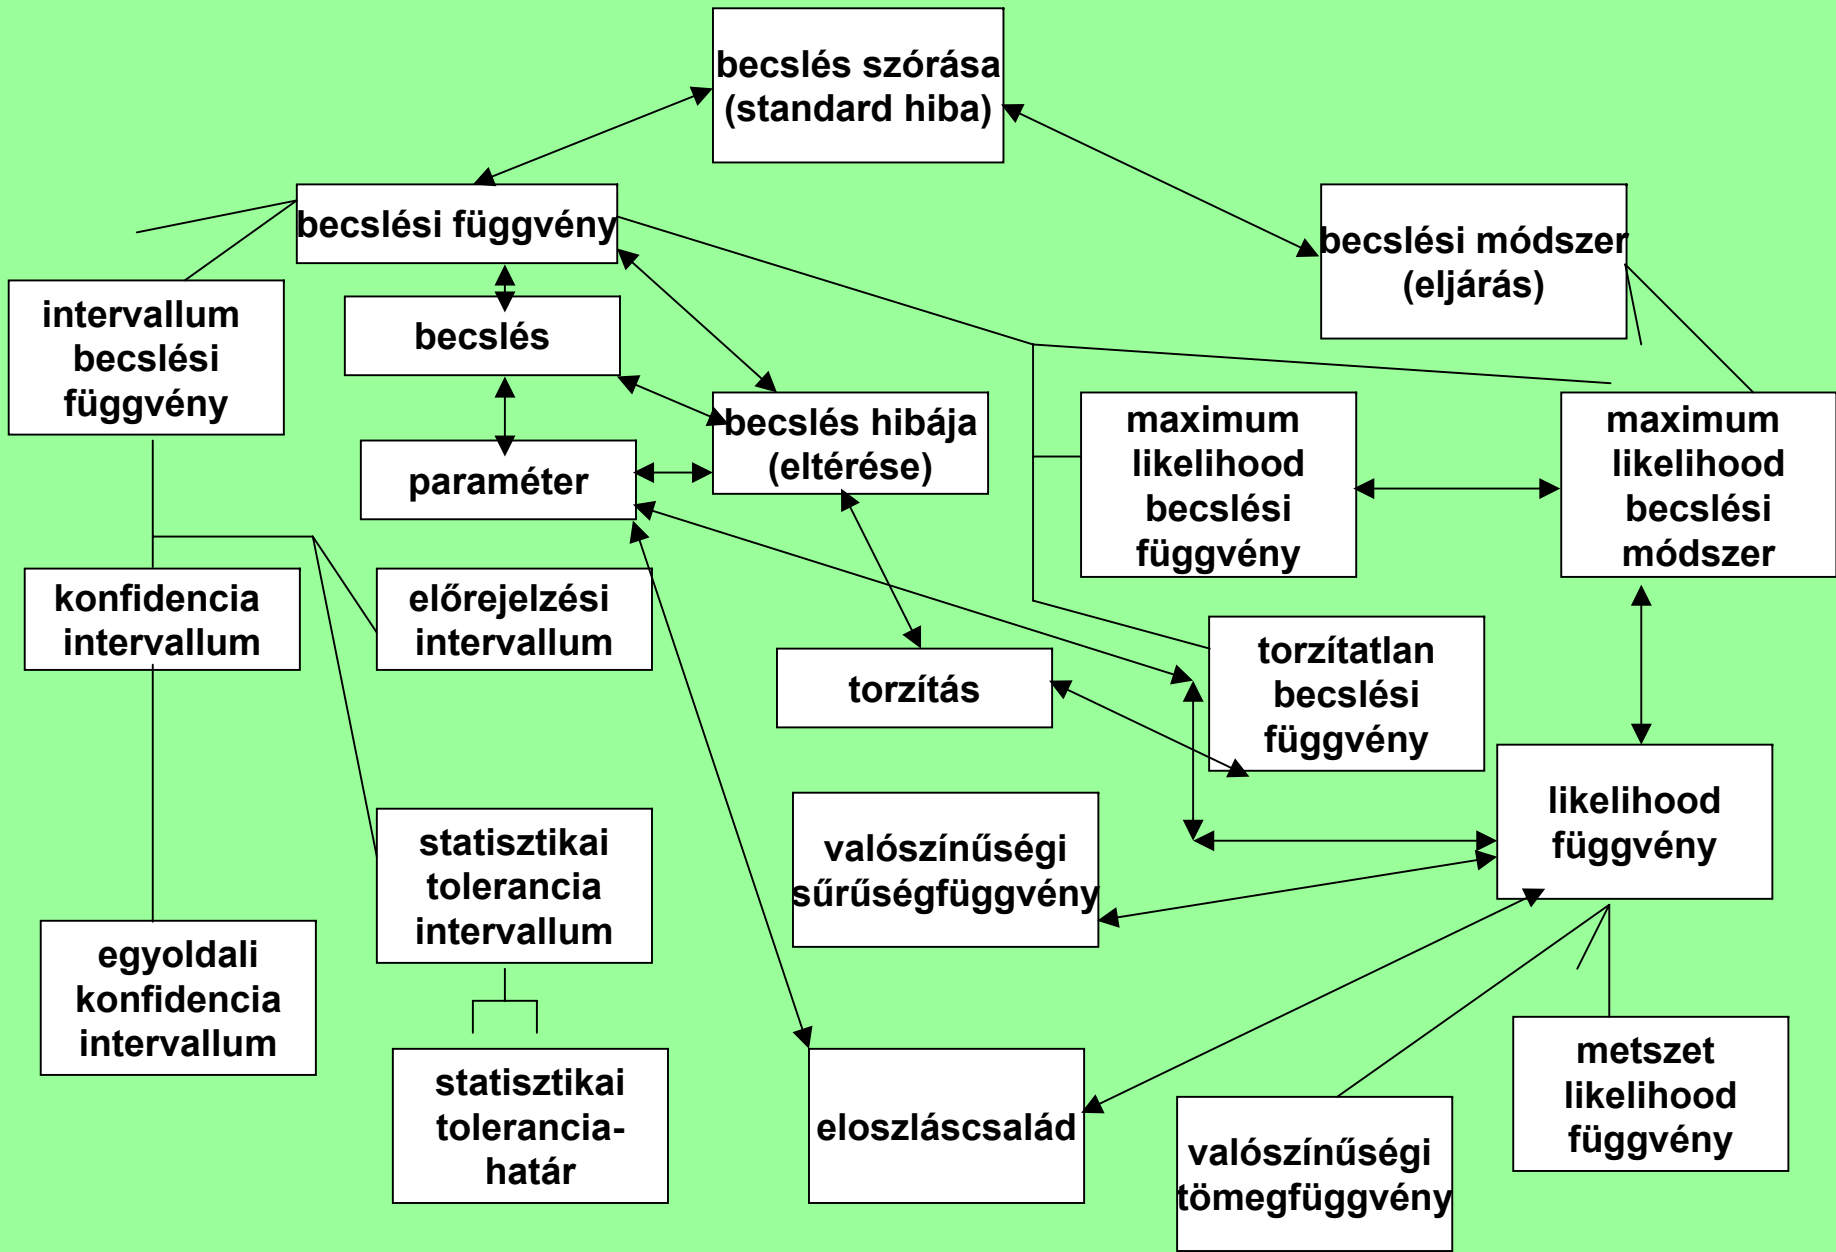 becslés szórása
(standard hiba)
becslési függvény
becslési módszer
(eljárás)
intervallum
becslési
függvény
becslés
becslés hibája
(eltérése)
maximum
likelihood
becslési
függvény
maximum
likelihood
becslési
módszer
paraméter
konfidencia
intervallum
előrejelzési
intervallum
torzítás
torzítatlan
becslési
függvény
likelihood
függvény
valószínűségi
sűrűségfüggvény
statisztikai
tolerancia
intervallum
egyoldali
konfidencia
intervallum
statisztikai
tolerancia-
határ
eloszláscsalád
valószínűségi
tömegfüggvény
metszet
likelihood
függvény